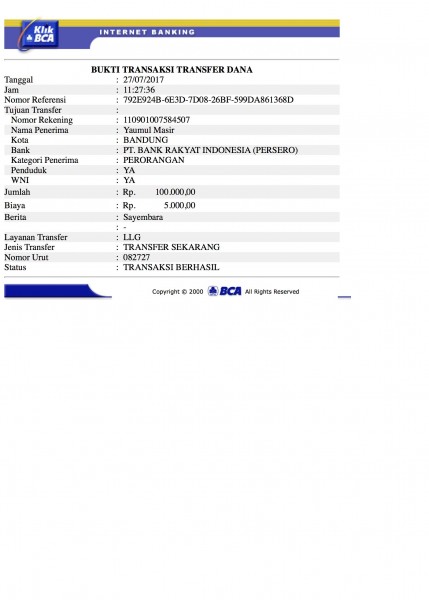 Klik BCA INTERNET BANKING
BUKTI TRANSAKSI TRANSFER DANA
Tanggal : 27/07/2017
Jam : 11:27:36
Nomor Referensi : 792E924B-6E3D-7D08-26BF-599DA861368D
Tujuan Transfer :
Nomor Rekening : 110901007584507
Nama Penerima : Yaumul Masir
Kota : BANDUNG
Bank : PT. BANK RAKYAT INDONESIA (PERSERO)
Kategori Penerima : PERORANGAN
Penduduk : YA
WNI : YA
Jumlah : Rp. 100.000,00
Biaya : Rp. 5.000,00
Berita : Sayembara
: -
Layanan Transfer : LLG
Jenis Transfer : TRANSFER SEKARANG
Nomor Urut : 082727
Status : TRANSAKSI BERHASIL
Copyright © 2000 BCA All Rights Reserved